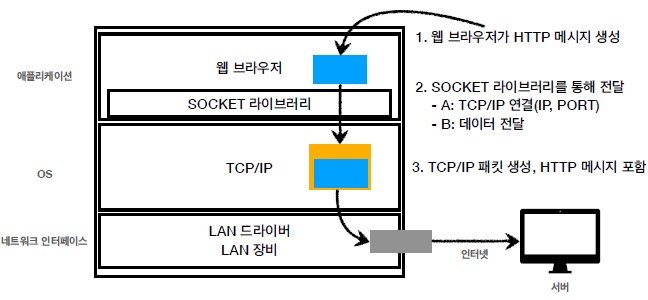 1. 웹 브라우저가 HTTP 메시지 생성
애플리케이션
웹 브라우저
SOCKET 라이브러리
2. SOCKET 라이브러리를 통해 전달
- A: TCP/IP 연결(IP, PORT)
- B: 데이터 전달
OS
TCP/IP
3. TCP/IP 패킷 생성, HTTP 메시지 포함
네트워크 인터페이스
LAN 드라이버
LAN 장비
인터넷
서버